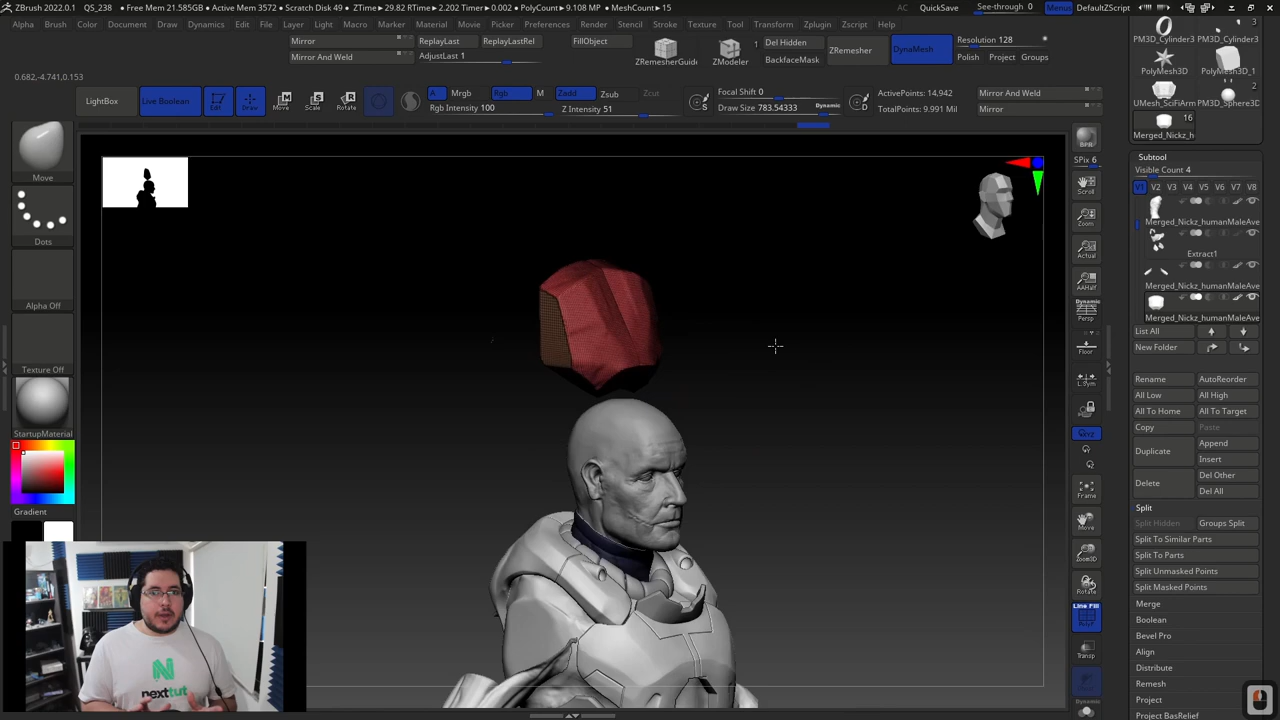 ZBrush 2022.0.1 QS_238 ● Free Mem 21.585GB ● Active Mem 3572 ● Scratch Disk 49 ● ZTime ▸ 29.82 RTime ▸ 2.202 Timer ▸ 0.002 ● PolyCount ▸ 9.108 MP ● MeshCount ▸ 15 AC QuickSave See-through 0 Menus DefaultZScript
Alpha Brush Color Document Draw Dynamics Edit File Layer Light Macro Marker Material Movie Picker Preferences Render Stencil Stroke Texture Tool Transform Zplugin Zscript Help
Mirror ReplayLast ReplayLastRel FillObject
Mirror And Weld AdjustLast 1
ZRemesherGuide ZModeler 1 Del Hidden BackfaceMask ZRemesher DynaMesh
Resolution 128
Polish Project Groups
0.682,-4.741,0.153
LightBox Live Boolean Edit Draw Move Scale Rotate
A Mrgb Rgb M Zadd Zsub Zcut
Rgb Intensity 100 Z Intensity 51
Focal Shift 0
Draw Size 783.54333 Dynamic
S D
ActivePoints: 14,942
TotalPoints: 9.991 Mil
Mirror And Weld
Mirror
Move
Dots
Alpha Off
Texture Off
StartupMaterial
Gradient
nexttut
BPR
SPix 6
Scroll
Zoom
Actual
AAHalf
Dynamic
Persp
Floor
L.Sym
XYZ
Frame
Move
Zoom3D
Rotate
Line Fill
PolyF
Transp
Dynamic
3
PM3D_Cylinder3 PM3D_Cylinder3
PolyMesh3D PolyMesh3D_1
2
UMesh_SciFiArm PM3D_Sphere3D
16
Merged_Nickz_h
Subtool
Visible Count 4
V1 V2 V3 V4 V5 V6 V7 V8
Merged_Nickz_humanMaleAve
Extract1
Merged_Nickz_humanMaleAve
Merged_Nickz_humanMaleAve
List All
New Folder
Rename AutoReorder
All Low All High
All To Home All To Target
Copy Paste
Duplicate Append
Insert
Delete Del Other
Del All
Split
Split Hidden Groups Split
Split To Similar Parts
Split To Parts
Split Unmasked Points
Split Masked Points
Merge
Boolean
Bevel Pro
Align
Distribute
Remesh
Project
Project BasRelief